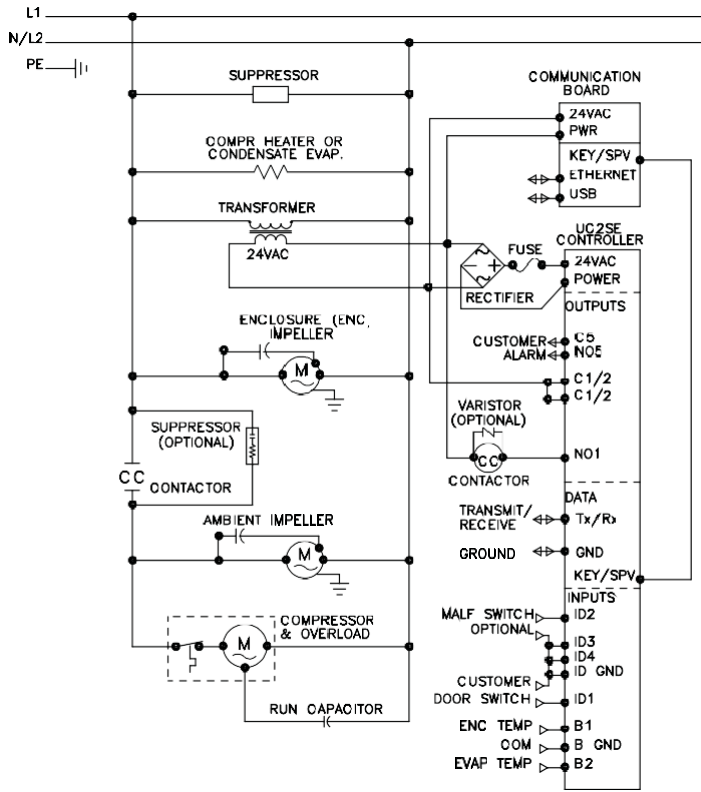 L1
N/L2
PE
SUPPRESSOR
COMPR HEATER OR
CONDENSATE EVAP.
TRANSFORMER
24VAC
ENCLOSURE (ENC)
IMPELLER
M
SUPPRESSOR
(OPTIONAL)
CC
CONTACTOR
AMBIENT IMPELLER
M
COMPRESSOR
& OVERLOAD
M
RUN CAPACITOR
COMMUNICATION
BOARD
24VAC
PWR
KEY/SPV
ETHERNET
USB
UC2SE
CONTROLLER
FUSE
24VAC
POWER
RECTIFIER
OUTPUTS
CUSTOMER
ALARM
C5
NO5
C1/2
C1/2
VARISTOR
(OPTIONAL)
CC
CONTACTOR
NO1
DATA
TRANSMIT/
RECEIVE
Tx/Rx
GROUND
GND
KEY/SPV
INPUTS
MALF SWITCH
ID2
OPTIONAL
ID3
ID4
ID GND
CUSTOMER
DOOR SWITCH
ID1
ENC TEMP
B1
COM
B GND
EVAP TEMP
B2